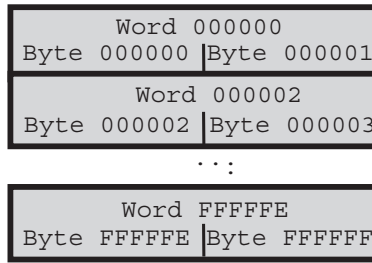 Word 000000
Byte 000000 Byte 000001
Word 000002
Byte 000002 Byte 000003
Word FFFFFE
Byte FFFFFE Byte FFFFFF